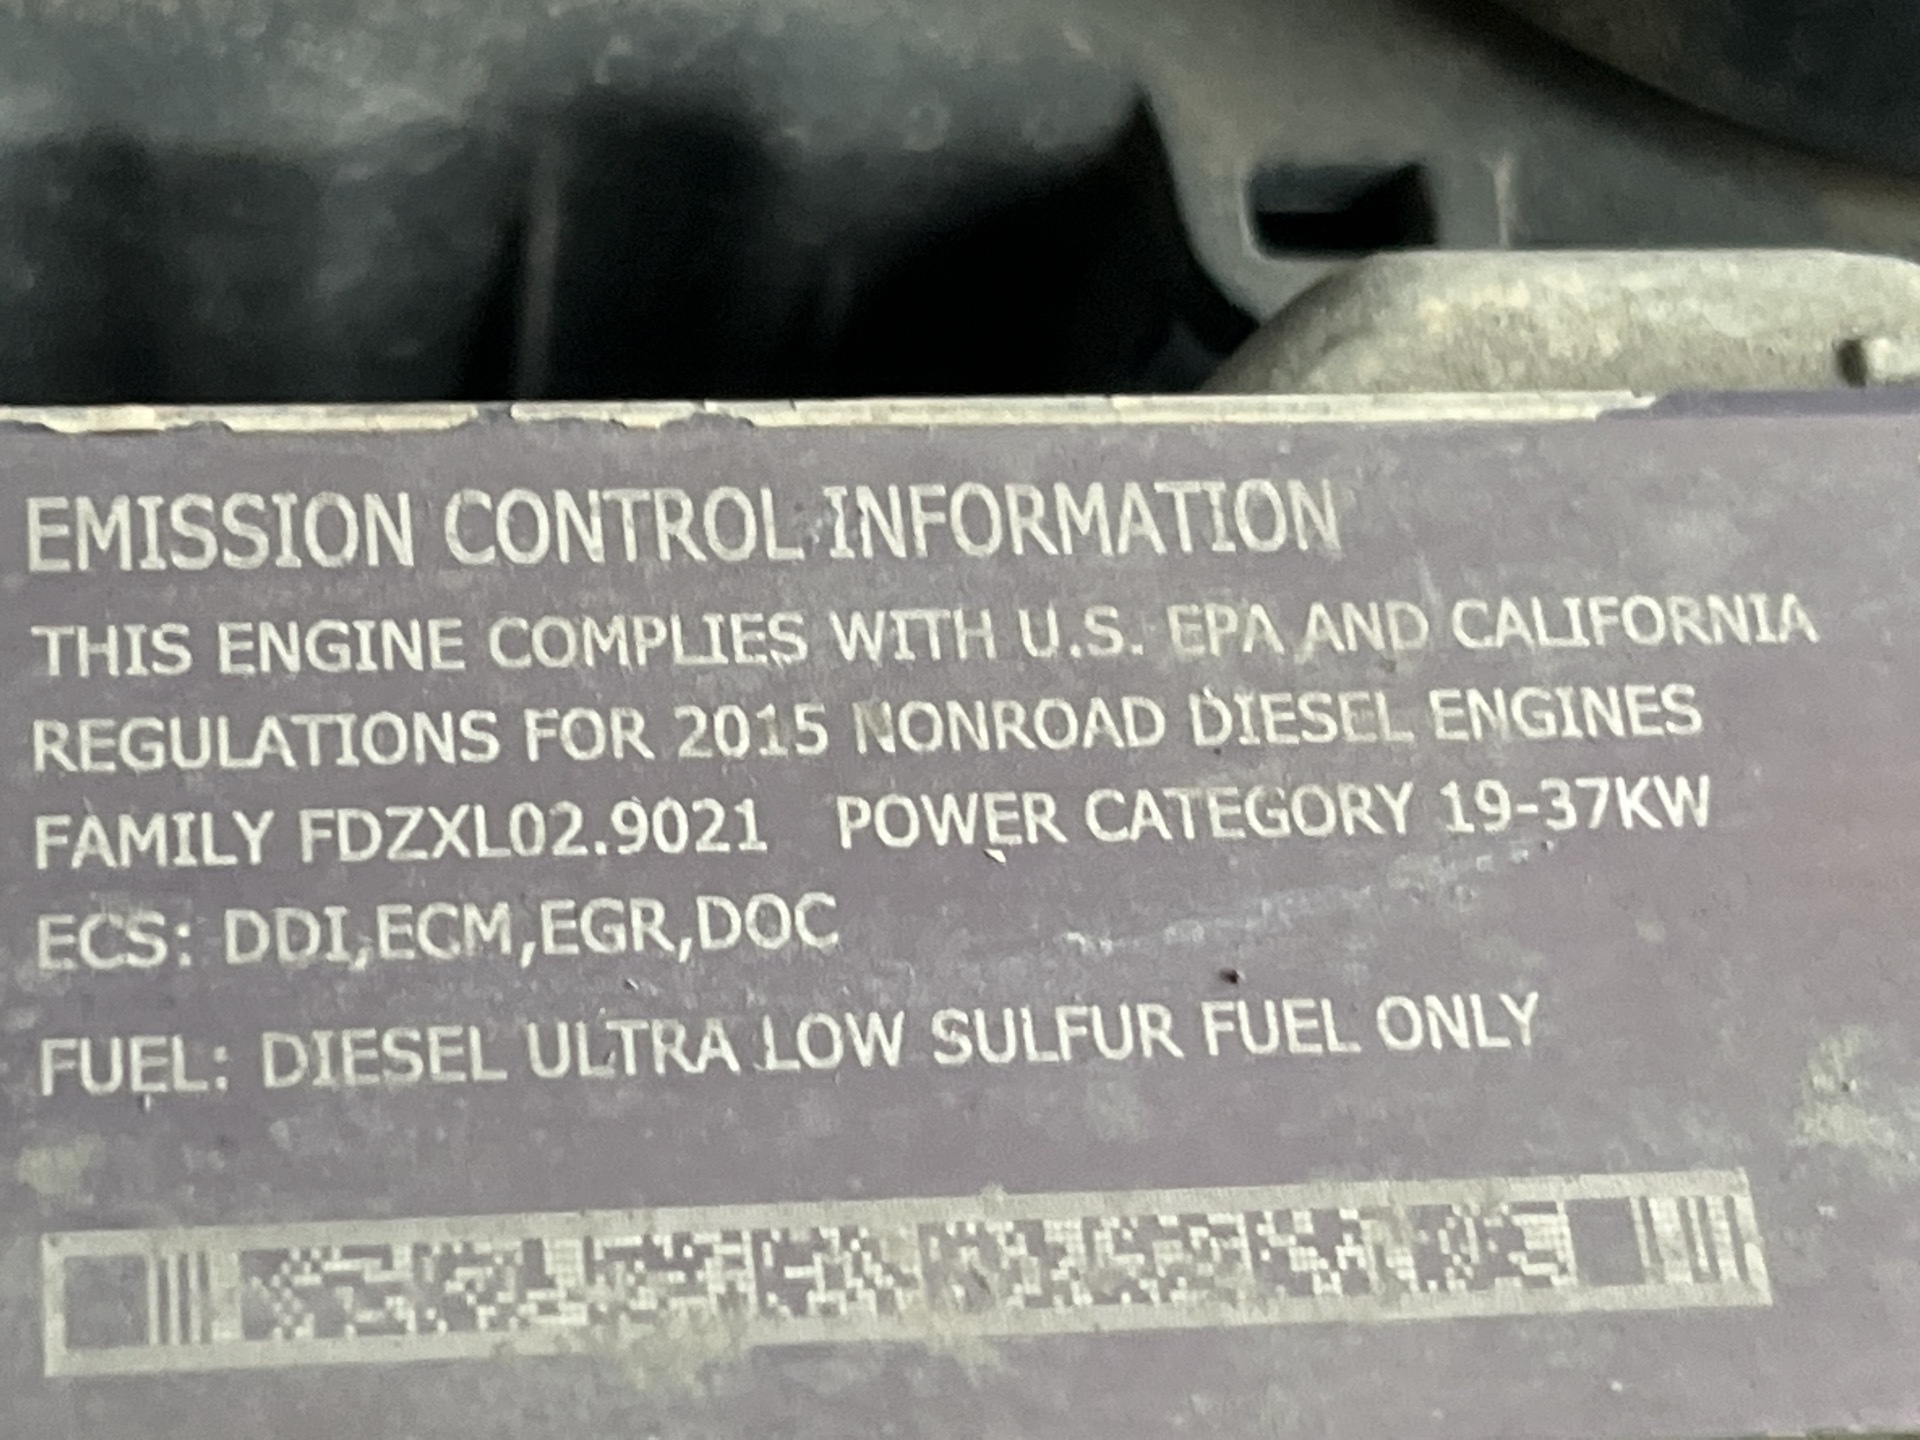 EMISSION CONTROL INFORMATION
THIS ENGINE COMPLIES WITH U.S. EPA AND CALIFORNIA
REGULATIONS FOR 2015 NONROAD DIESEL ENGINES
FAMILY FDZXL02.9021 POWER CATEGORY 19-37KW
ECS: DDI,ECM,EGR,DOC
FUEL: DIESEL ULTRA LOW SULFUR FUEL ONLY